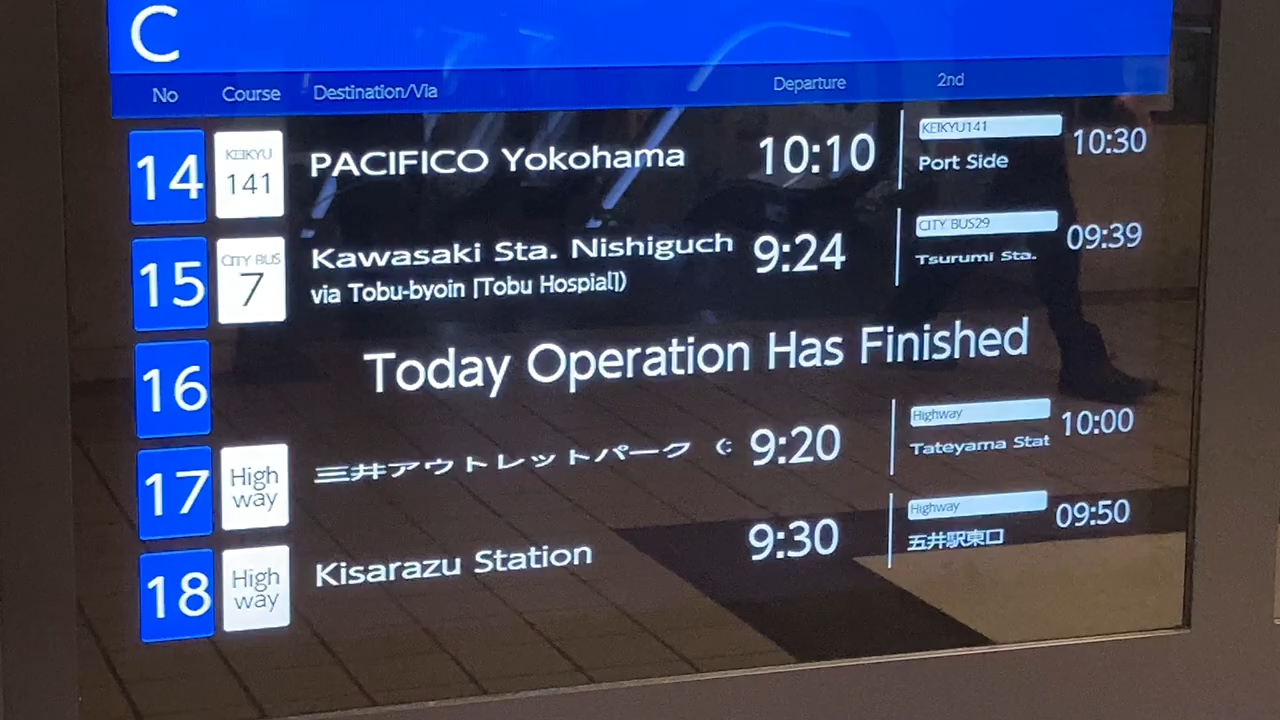 C
No Course Destination/Via Departure 2nd
14 KEIKYU 141 PACIFICO Yokohama 10:10 KEIKYU141 Port Side 10:30
15 CITY BUS 7 Kawasaki Sta. Nishiguch 9:24 CITY BUS29 Tsurumi Sta. 09:39
via Tobu-byoin [Tobu Hospial])
16 Today Operation Has Finished
17 High way 三井アウトレットパーク 9:20 Highway Tateyama Stat 10:00
18 High way Kisarazu Station 9:30 Highway 五井駅東口 09:50